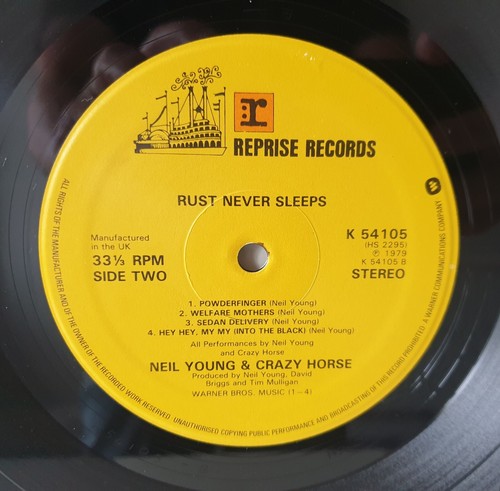 r
REPRISE RECORDS
RUST NEVER SLEEPS
Manufactured
in the UK
33⅓ RPM
SIDE TWO
K 54105
(HS 2295)
℗ 1979
K 54105 B
STEREO
1. POWDERFINGER (Neil Young)
2. WELFARE MOTHERS (Neil Young)
3. SEDAN DELIVERY (Neil Young)
4. HEY HEY, MY MY (INTO THE BLACK) (Neil Young)
All Performances by Neil Young
and Crazy Horse
NEIL YOUNG & CRAZY HORSE
Produced by Neil Young, David
Briggs and Tim Mulligan
WARNER BROS. MUSIC (1 – 4)
ALL RIGHTS OF THE MANUFACTURER AND OF THE OWNER OF THE RECORDED WORK RESERVED · UNAUTHORISED COPYING PUBLIC PERFORMANCE AND BROADCASTING OF THIS RECORD PROHIBITED · A WARNER COMMUNICATIONS COMPANY